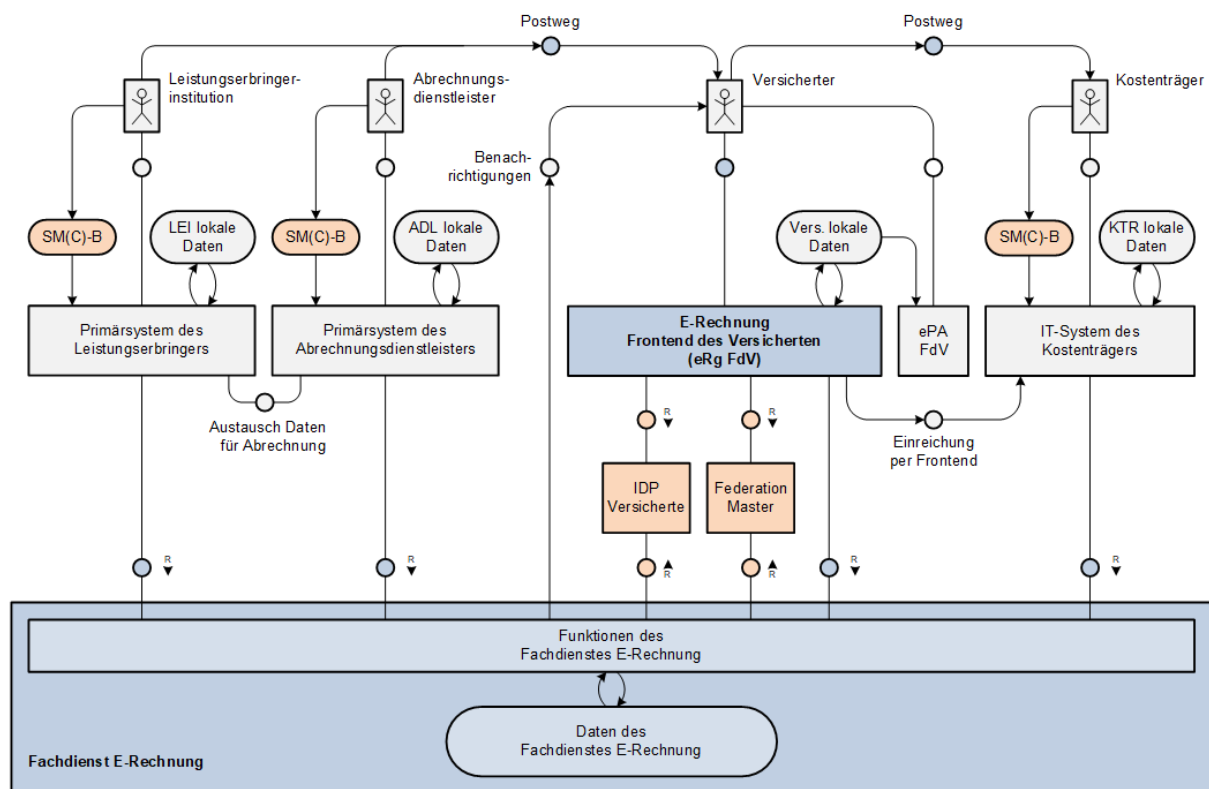 Postweg
Postweg
Leistungserbringer-
institution
Abrechnungs-
dienstleister
Versicherter
Kostenträger
Benach-
richtigungen
SM(C)-B
LEI lokale
Daten
SM(C)-B
ADL lokale
Daten
Vers. lokale
Daten
SM(C)-B
KTR lokale
Daten
Primärsystem des
Leistungserbringers
Primärsystem des
Abrechnungsdienstleisters
E-Rechnung
Frontend des Versicherten
(eRg FdV)
ePA
FdV
IT-System des
Kostenträgers
Austausch Daten
für Abrechnung
R
R
Einreichung
per Frontend
IDP
Versicherte
Federation
Master
R
R
R
R
R
R
Funktionen des
Fachdienstes E-Rechnung
Daten des
Fachdienstes E-Rechnung
Fachdienst E-Rechnung